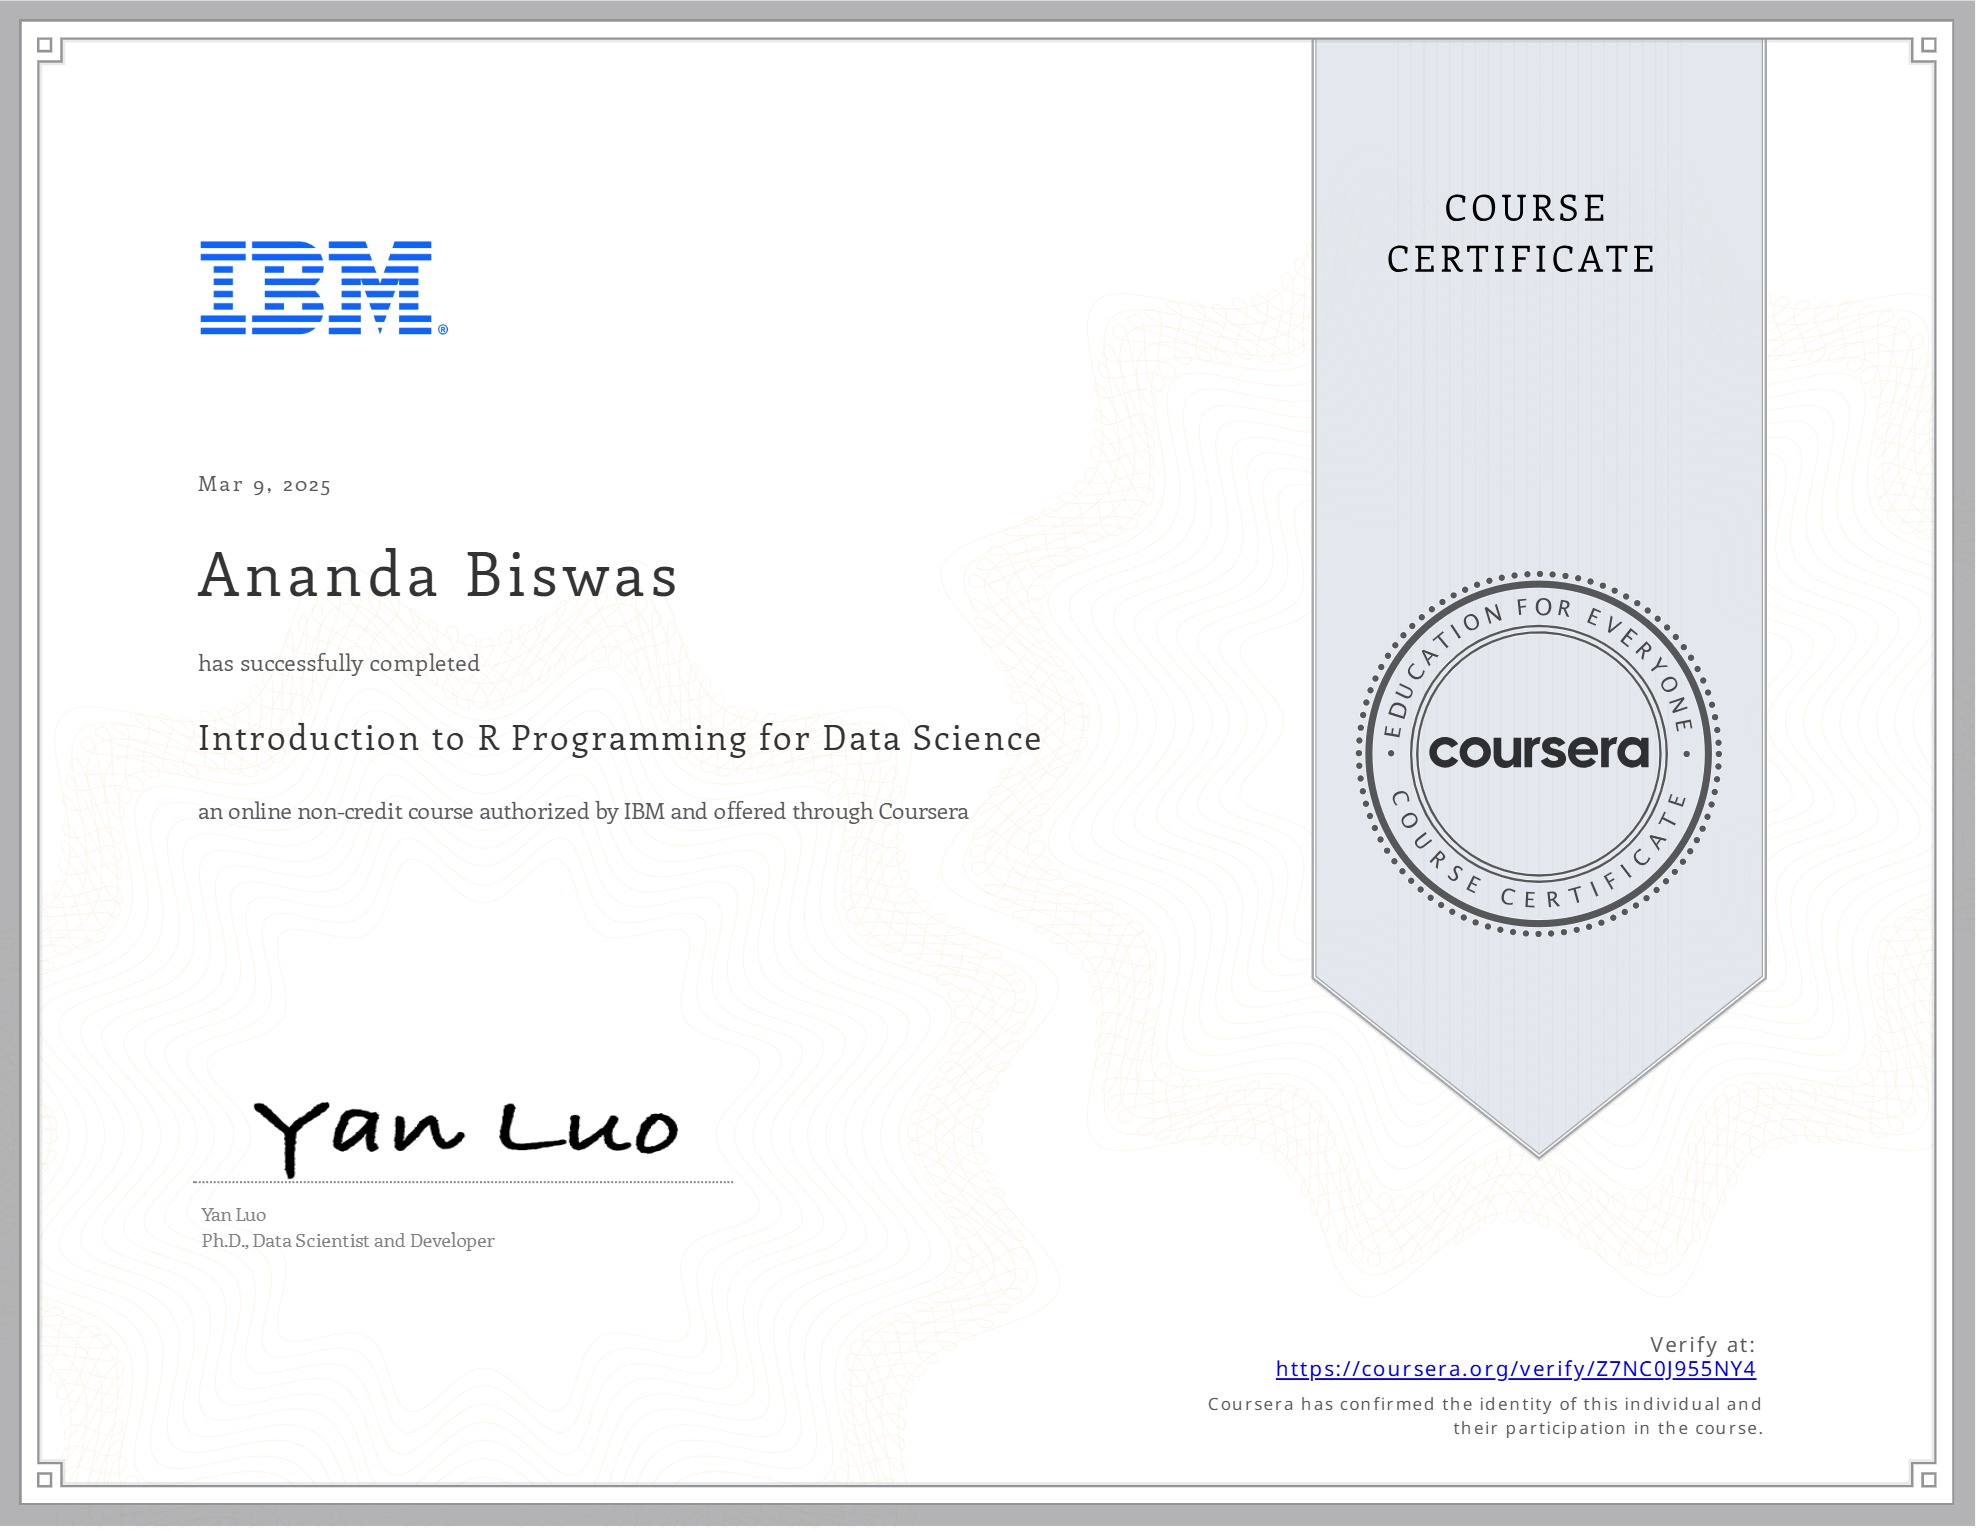 COURSE
CERTIFICATE
IBM®
Mar 9, 2025
Ananda Biswas
has successfully completed
Introduction to R Programming for Data Science
an online non-credit course authorized by IBM and offered through Coursera
EDUCATION FOR EVERYONE
coursera
COURSE CERTIFICATE
Yan Luo
Yan Luo
Ph.D., Data Scientist and Developer
Verify at:
https://coursera.org/verify/Z7NC0J955NY4
Coursera has confirmed the identity of this individual and
their participation in the course.